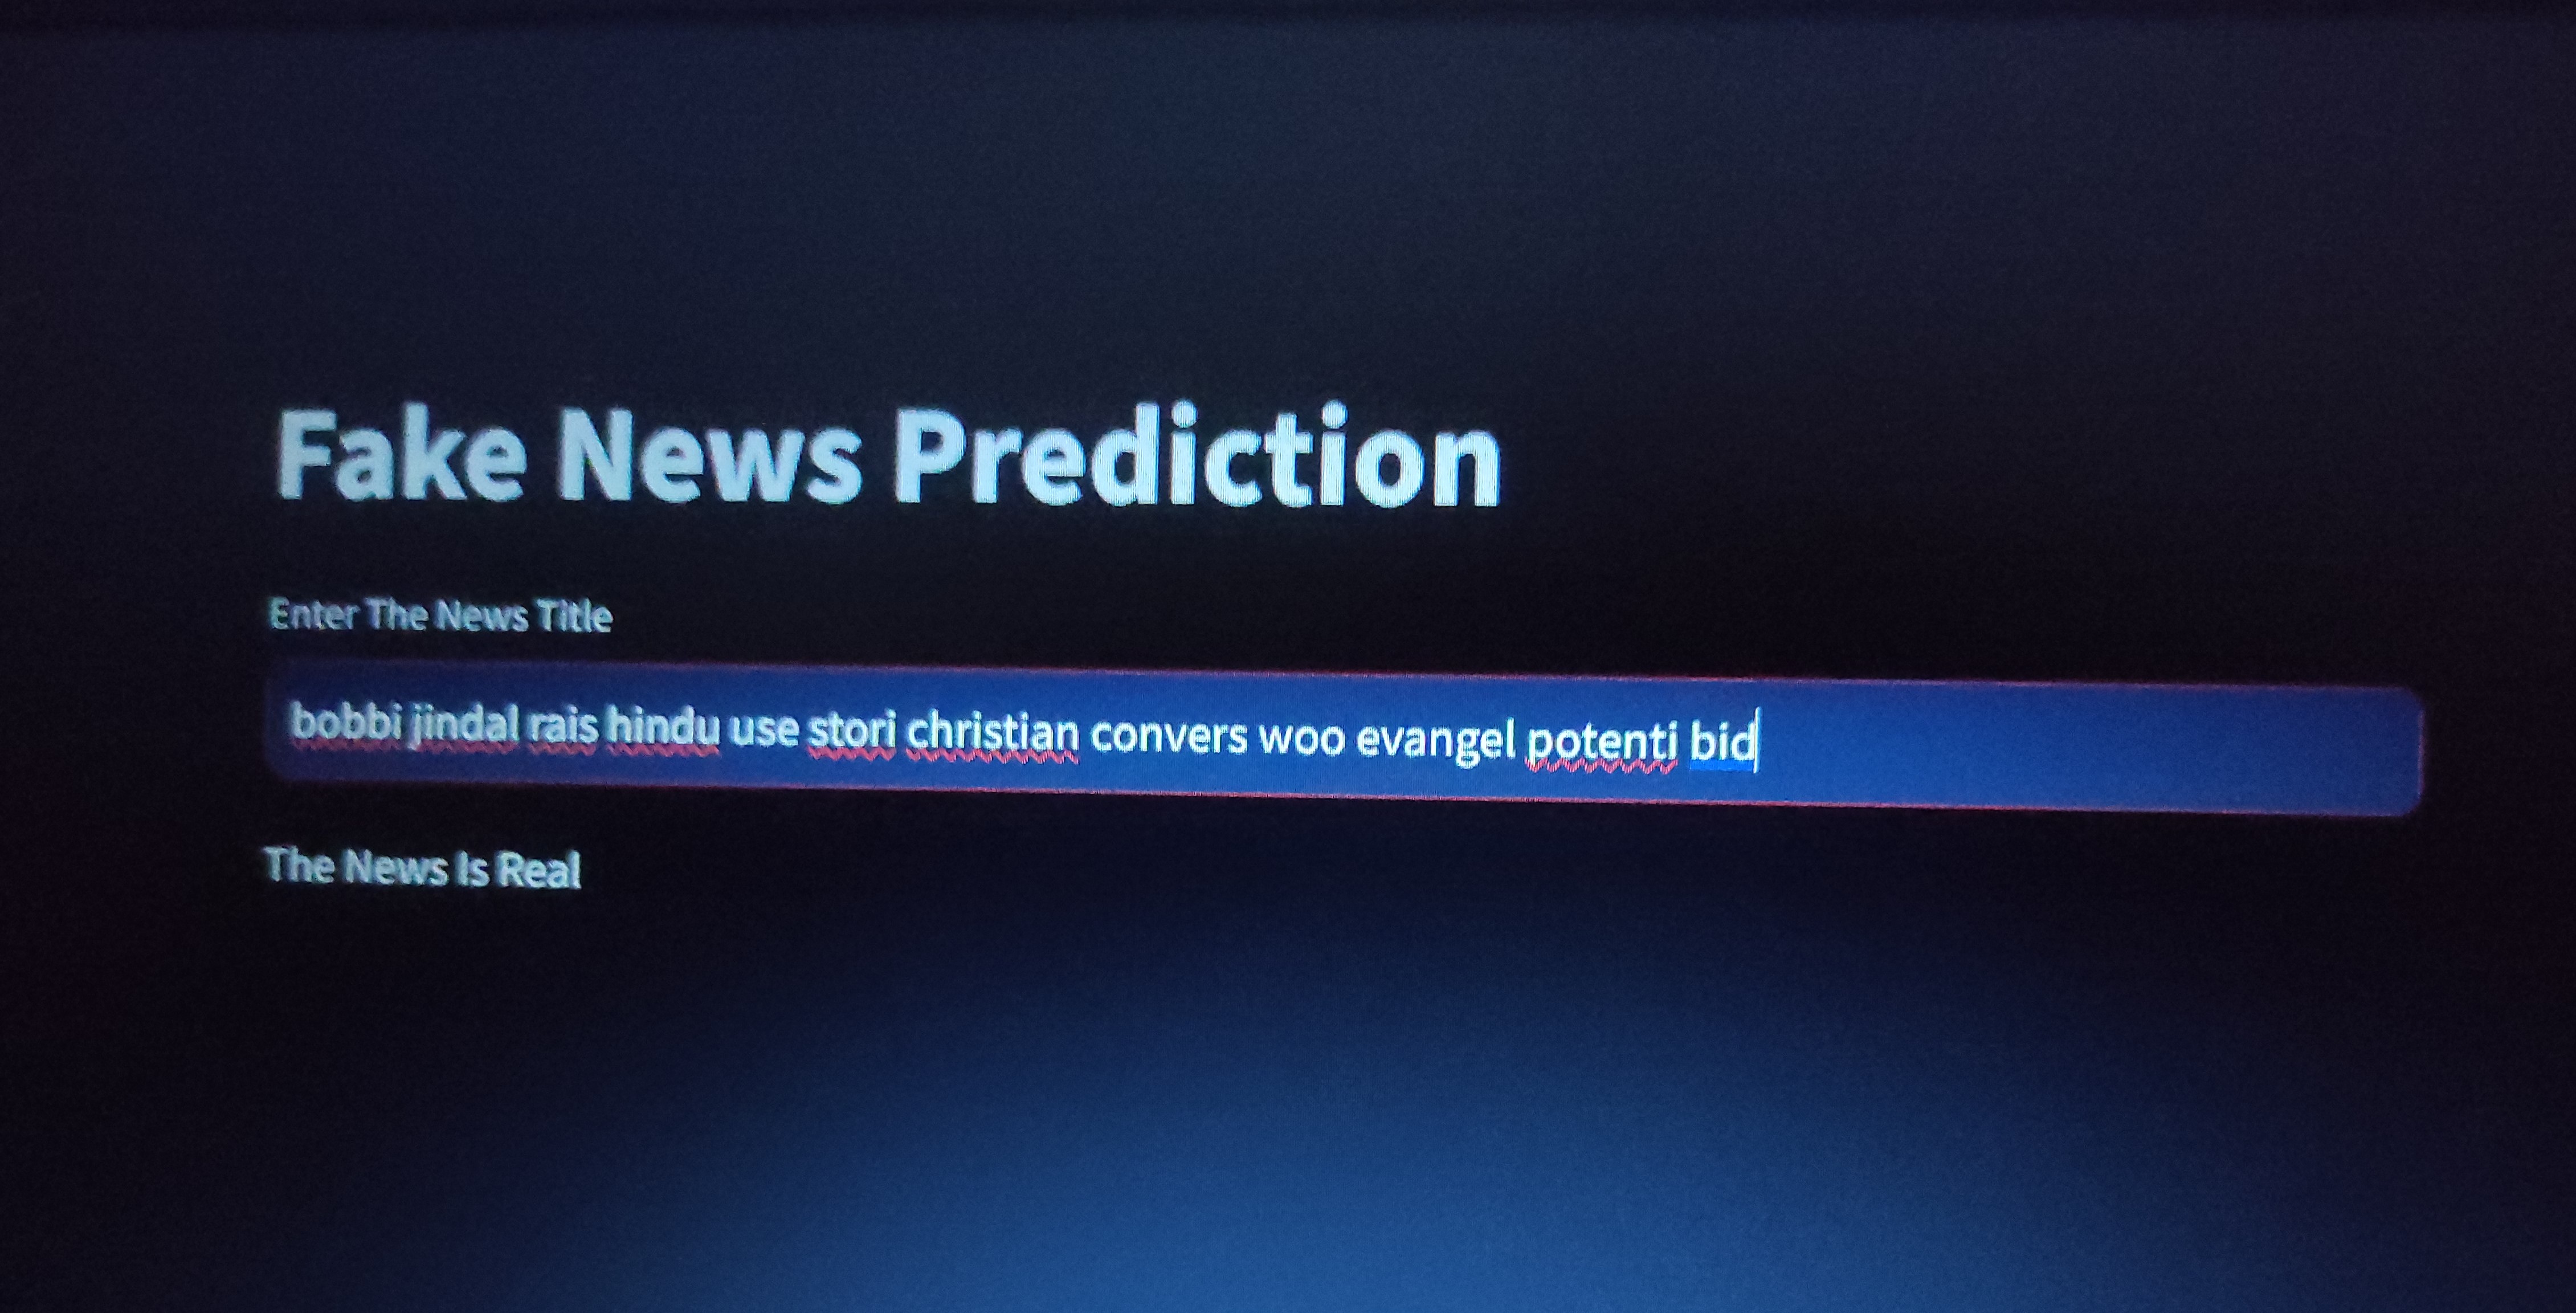 Fake News Prediction
Enter The News Title
bobbi jindal rais hindu use stori christian convers woo evangel potenti bid
The News Is Real